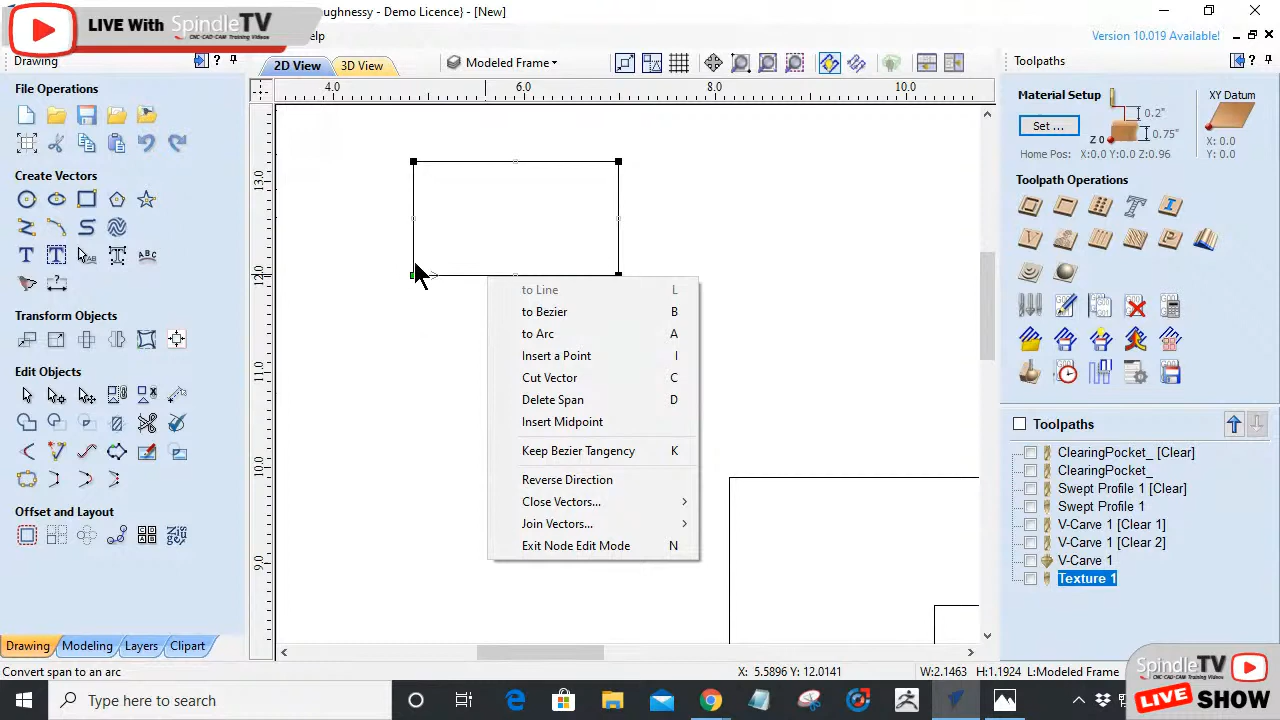 LIVE With SpindleTV
CNC-CAD-CAM Training Videos
oughnessy - Demo Licence} - [New]
lp
Version 10.019 Available!
Drawing
2D View
3D View
Modeled Frame
Toolpaths
File Operations
4.0
6.0
8.0
10.0
Material Setup
0.2"
0.75"
Set ...
Z 0
Home Pos: X:0.0 Y:0.0 Z:0.96
XY Datum
X: 0.0
Y: 0.0
Create Vectors
Toolpath Operations
13.0
12.0
11.0
10.0
9.0
to Line L
to Bezier B
to Arc A
Insert a Point I
Cut Vector C
Delete Span D
Insert Midpoint
Keep Bezier Tangency K
Reverse Direction
Close Vectors...
Join Vectors...
Exit Node Edit Mode N
Transform Objects
Edit Objects
Offset and Layout
Toolpaths
ClearingPocket_ [Clear]
ClearingPocket_
Swept Profile 1 [Clear]
Swept Profile 1
V-Carve 1 [Clear 1]
V-Carve 1 [Clear 2]
V-Carve 1
Texture 1
Drawing
Modeling
Layers
Clipart
Convert span to an arc
X: 5.5896 Y: 12.0141
W:2.1463 H:1.1924 L:Modeled Frame
Type here to search
SpindleTV
LIVE SHOW